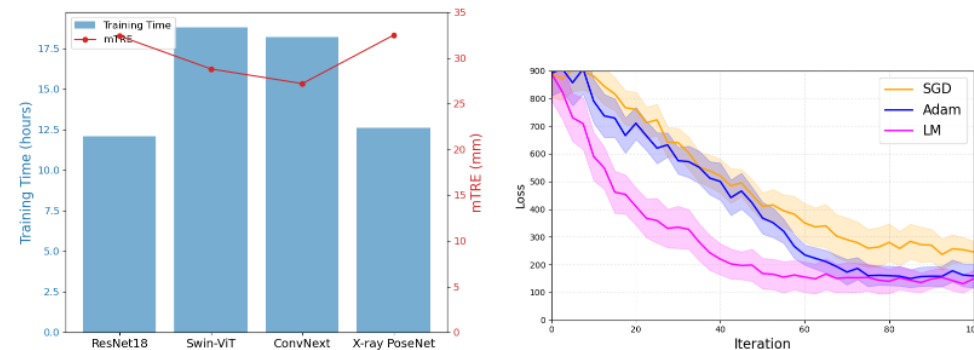 Training Time
mTRE
Training Time (hours)
17.5
15.0
12.5
10.0
7.5
5.0
2.5
0.0
ResNet18 Swin-ViT ConvNext X-ray PoseNet
35
30
25
20
15
10
5
0
mTRE (mm)
SGD
Adam
LM
Loss
900
800
700
600
500
400
300
200
100
0
0 20 40 60 80 100
Iteration